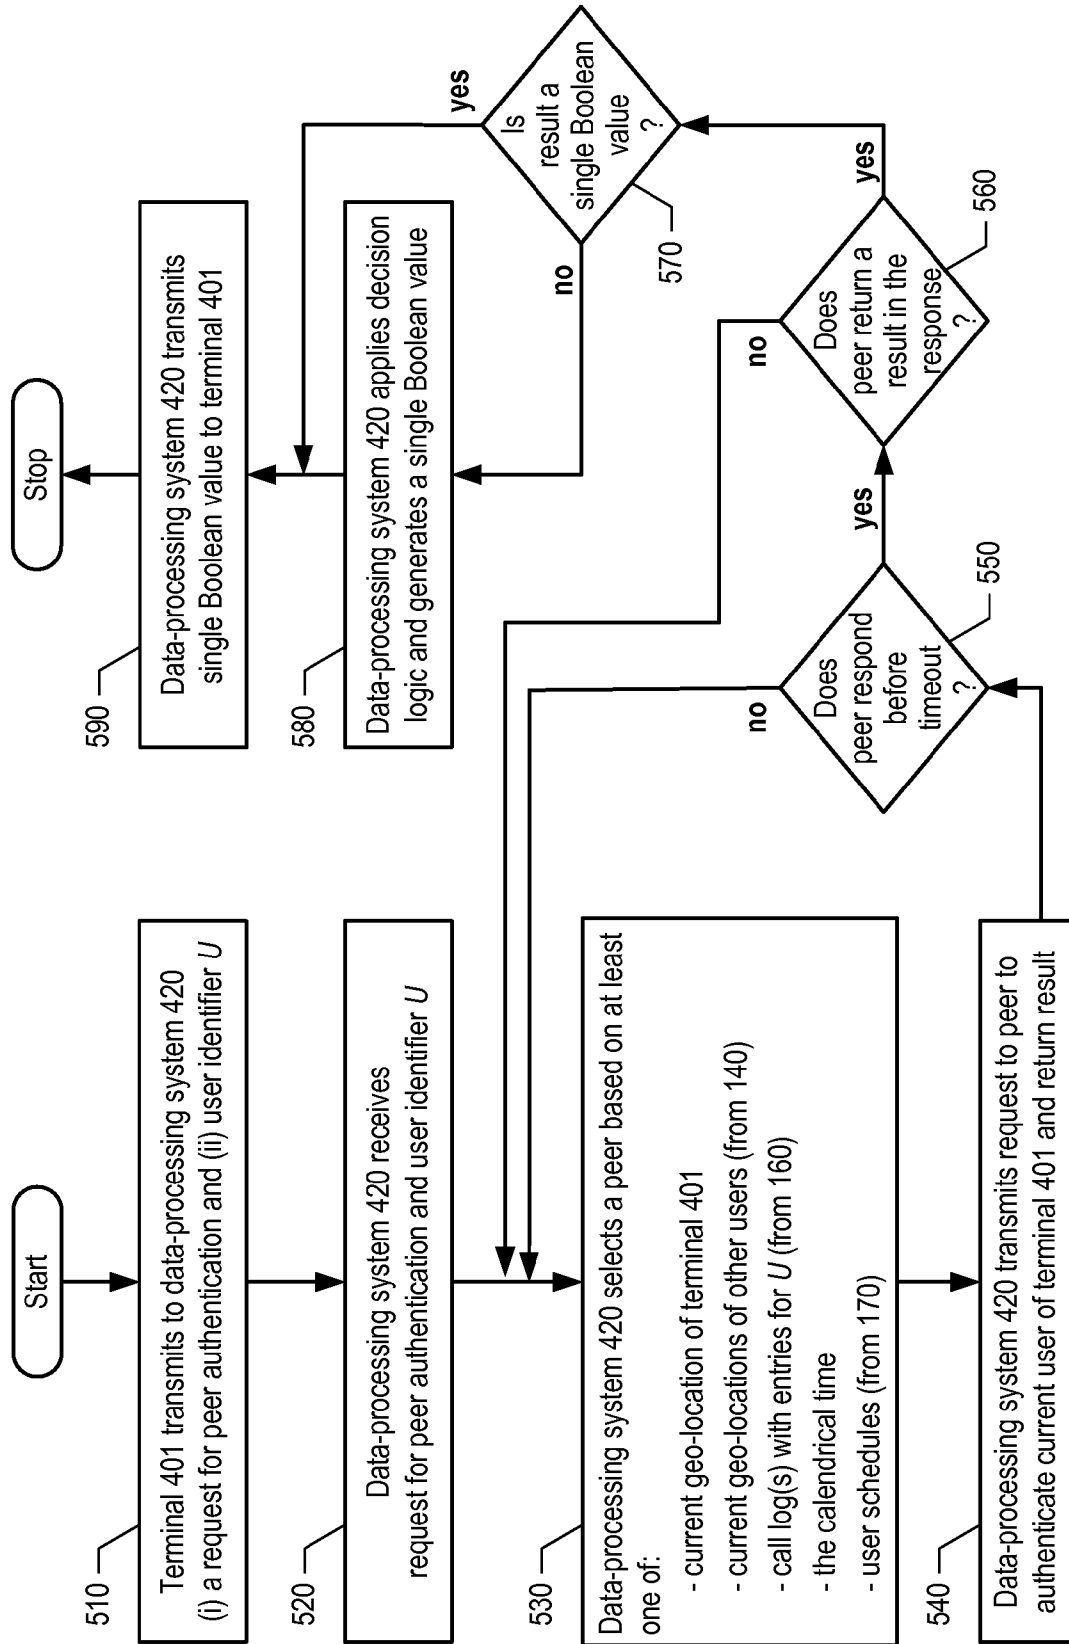 Start
510
Terminal 401 transmits to data-processing system 420
(i) a request for peer authentication and (ii) user identifier U
520
Data-processing system 420 receives
request for peer authentication and user identifier U
530
Data-processing system 420 selects a peer based on at least
one of:
- current geo-location of terminal 401
- current geo-locations of other users (from 140)
- call log(s) with entries for U (from 160)
- the calendrical time
- user schedules (from 170)
540
Data-processing system 420 transmits request to peer to
authenticate current user of terminal 401 and return result
Does
peer respond
before
timeout
?
550
no
yes
Does
peer return a
result in the
response
?
560
no
yes
Is
result a
single Boolean
value
?
570
no
yes
580
Data-processing system 420 applies decision
logic and generates a single Boolean value
590
Data-processing system 420 transmits
single Boolean value to terminal 401
Stop